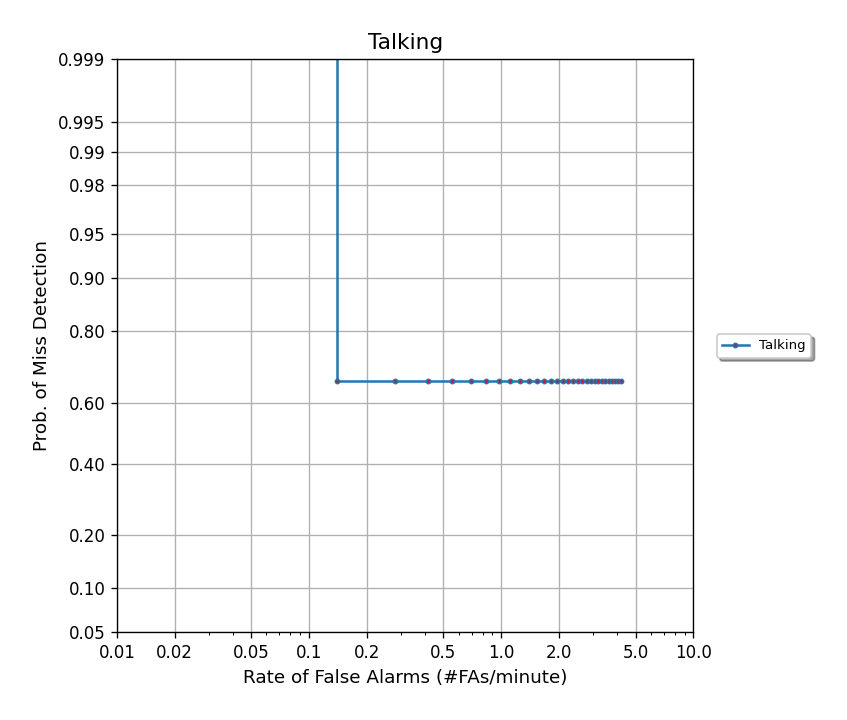 Talking
0.999
0.995
0.99
0.98
0.95
0.90
0.80
0.60
0.40
0.20
0.10
0.05
Prob. of Miss Detection
0.01 0.02 0.05 0.1 0.2 0.5 1.0 2.0 5.0 10.0
Rate of False Alarms (#FAs/minute)
Talking